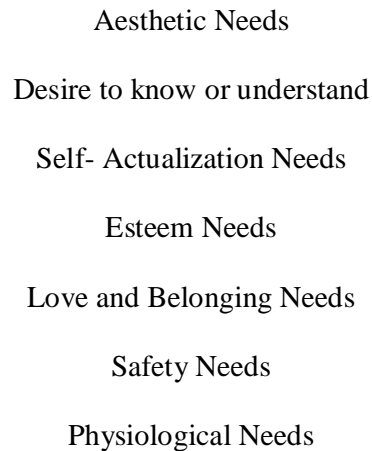 Aesthetic Needs
Desire to know or understand
Self- Actualization Needs
Esteem Needs
Love and Belonging Needs
Safety Needs
Physiological Needs